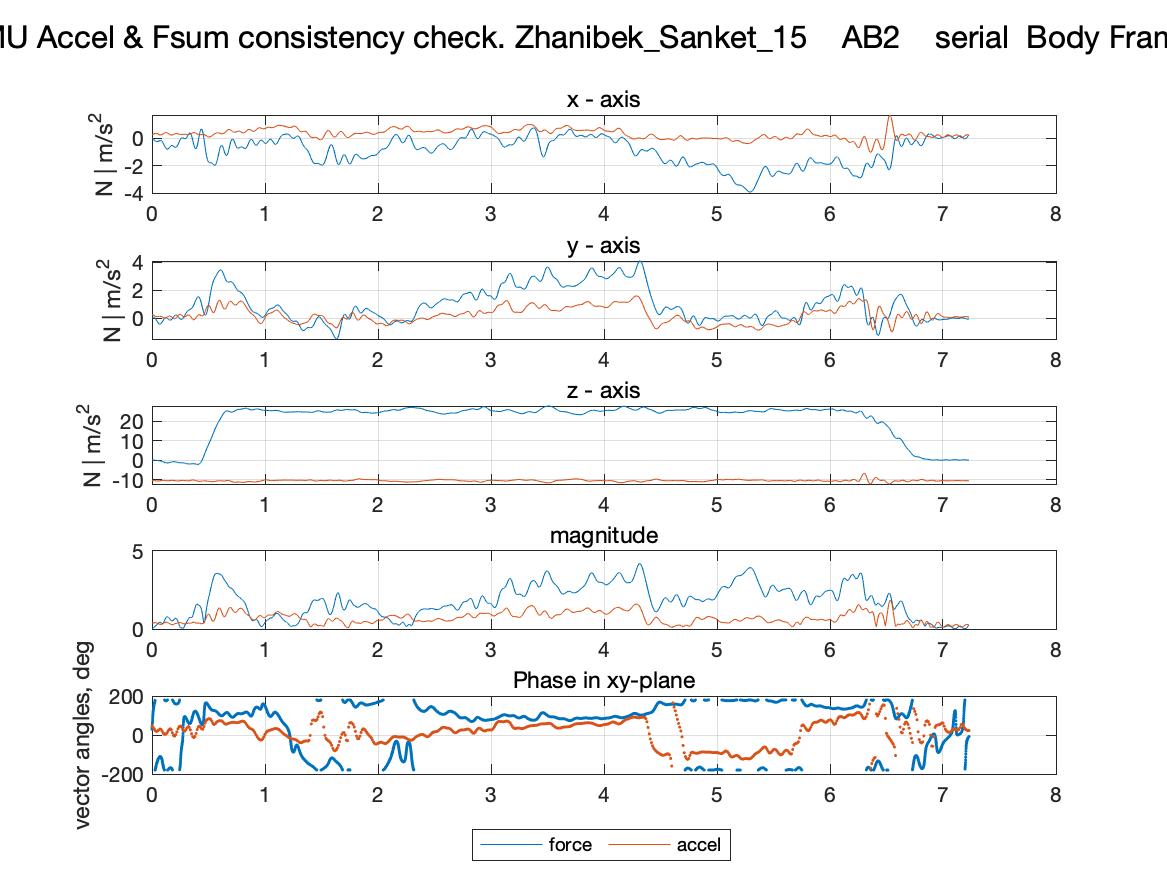 IU Accel & Fsum consistency check. Zhanibek_Sanket_15 AB2 serial Body Fran
x - axis
N | m/s²
0
-2
-4
0 1 2 3 4 5 6 7 8
y - axis
N | m/s²
4
2
0
0 1 2 3 4 5 6 7 8
z - axis
N | m/s²
20
10
0
-10
0 1 2 3 4 5 6 7 8
magnitude
5
0
0 1 2 3 4 5 6 7 8
Phase in xy-plane
vector angles, deg
200
0
-200
0 1 2 3 4 5 6 7 8
force accel